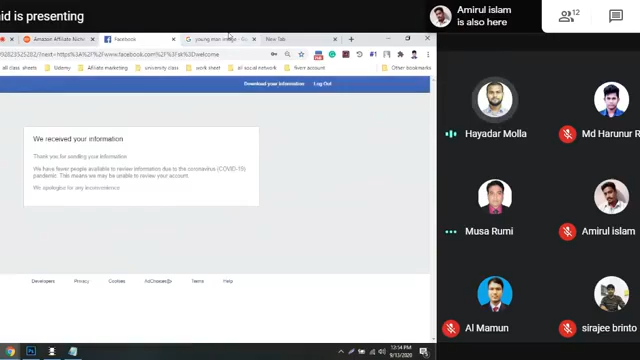 id is presenting
Amirul islam
is also here
12
Amazon Affiliate Niche
Facebook
young man image - Go
New Tab
all class sheets
Udemy
Affiliate marketing
university class
work sheet
all social network
fiverr account
Other bookmarks
Download your information
Log Out
We received your information
Thank you for sending your information.
We have fewer people available to review information due to the coronavirus (COVID-19)
pandemic. This means we may be unable to review your account.
We apologise for any inconvenience.
Developers
Privacy
Cookies
AdChoices
Terms
Help
12:54 PM
9/13/2020
Hayadar Molla
Md Harunur R
Musa Rumi
Amirul islam
Al Mamun
sirajee brinto